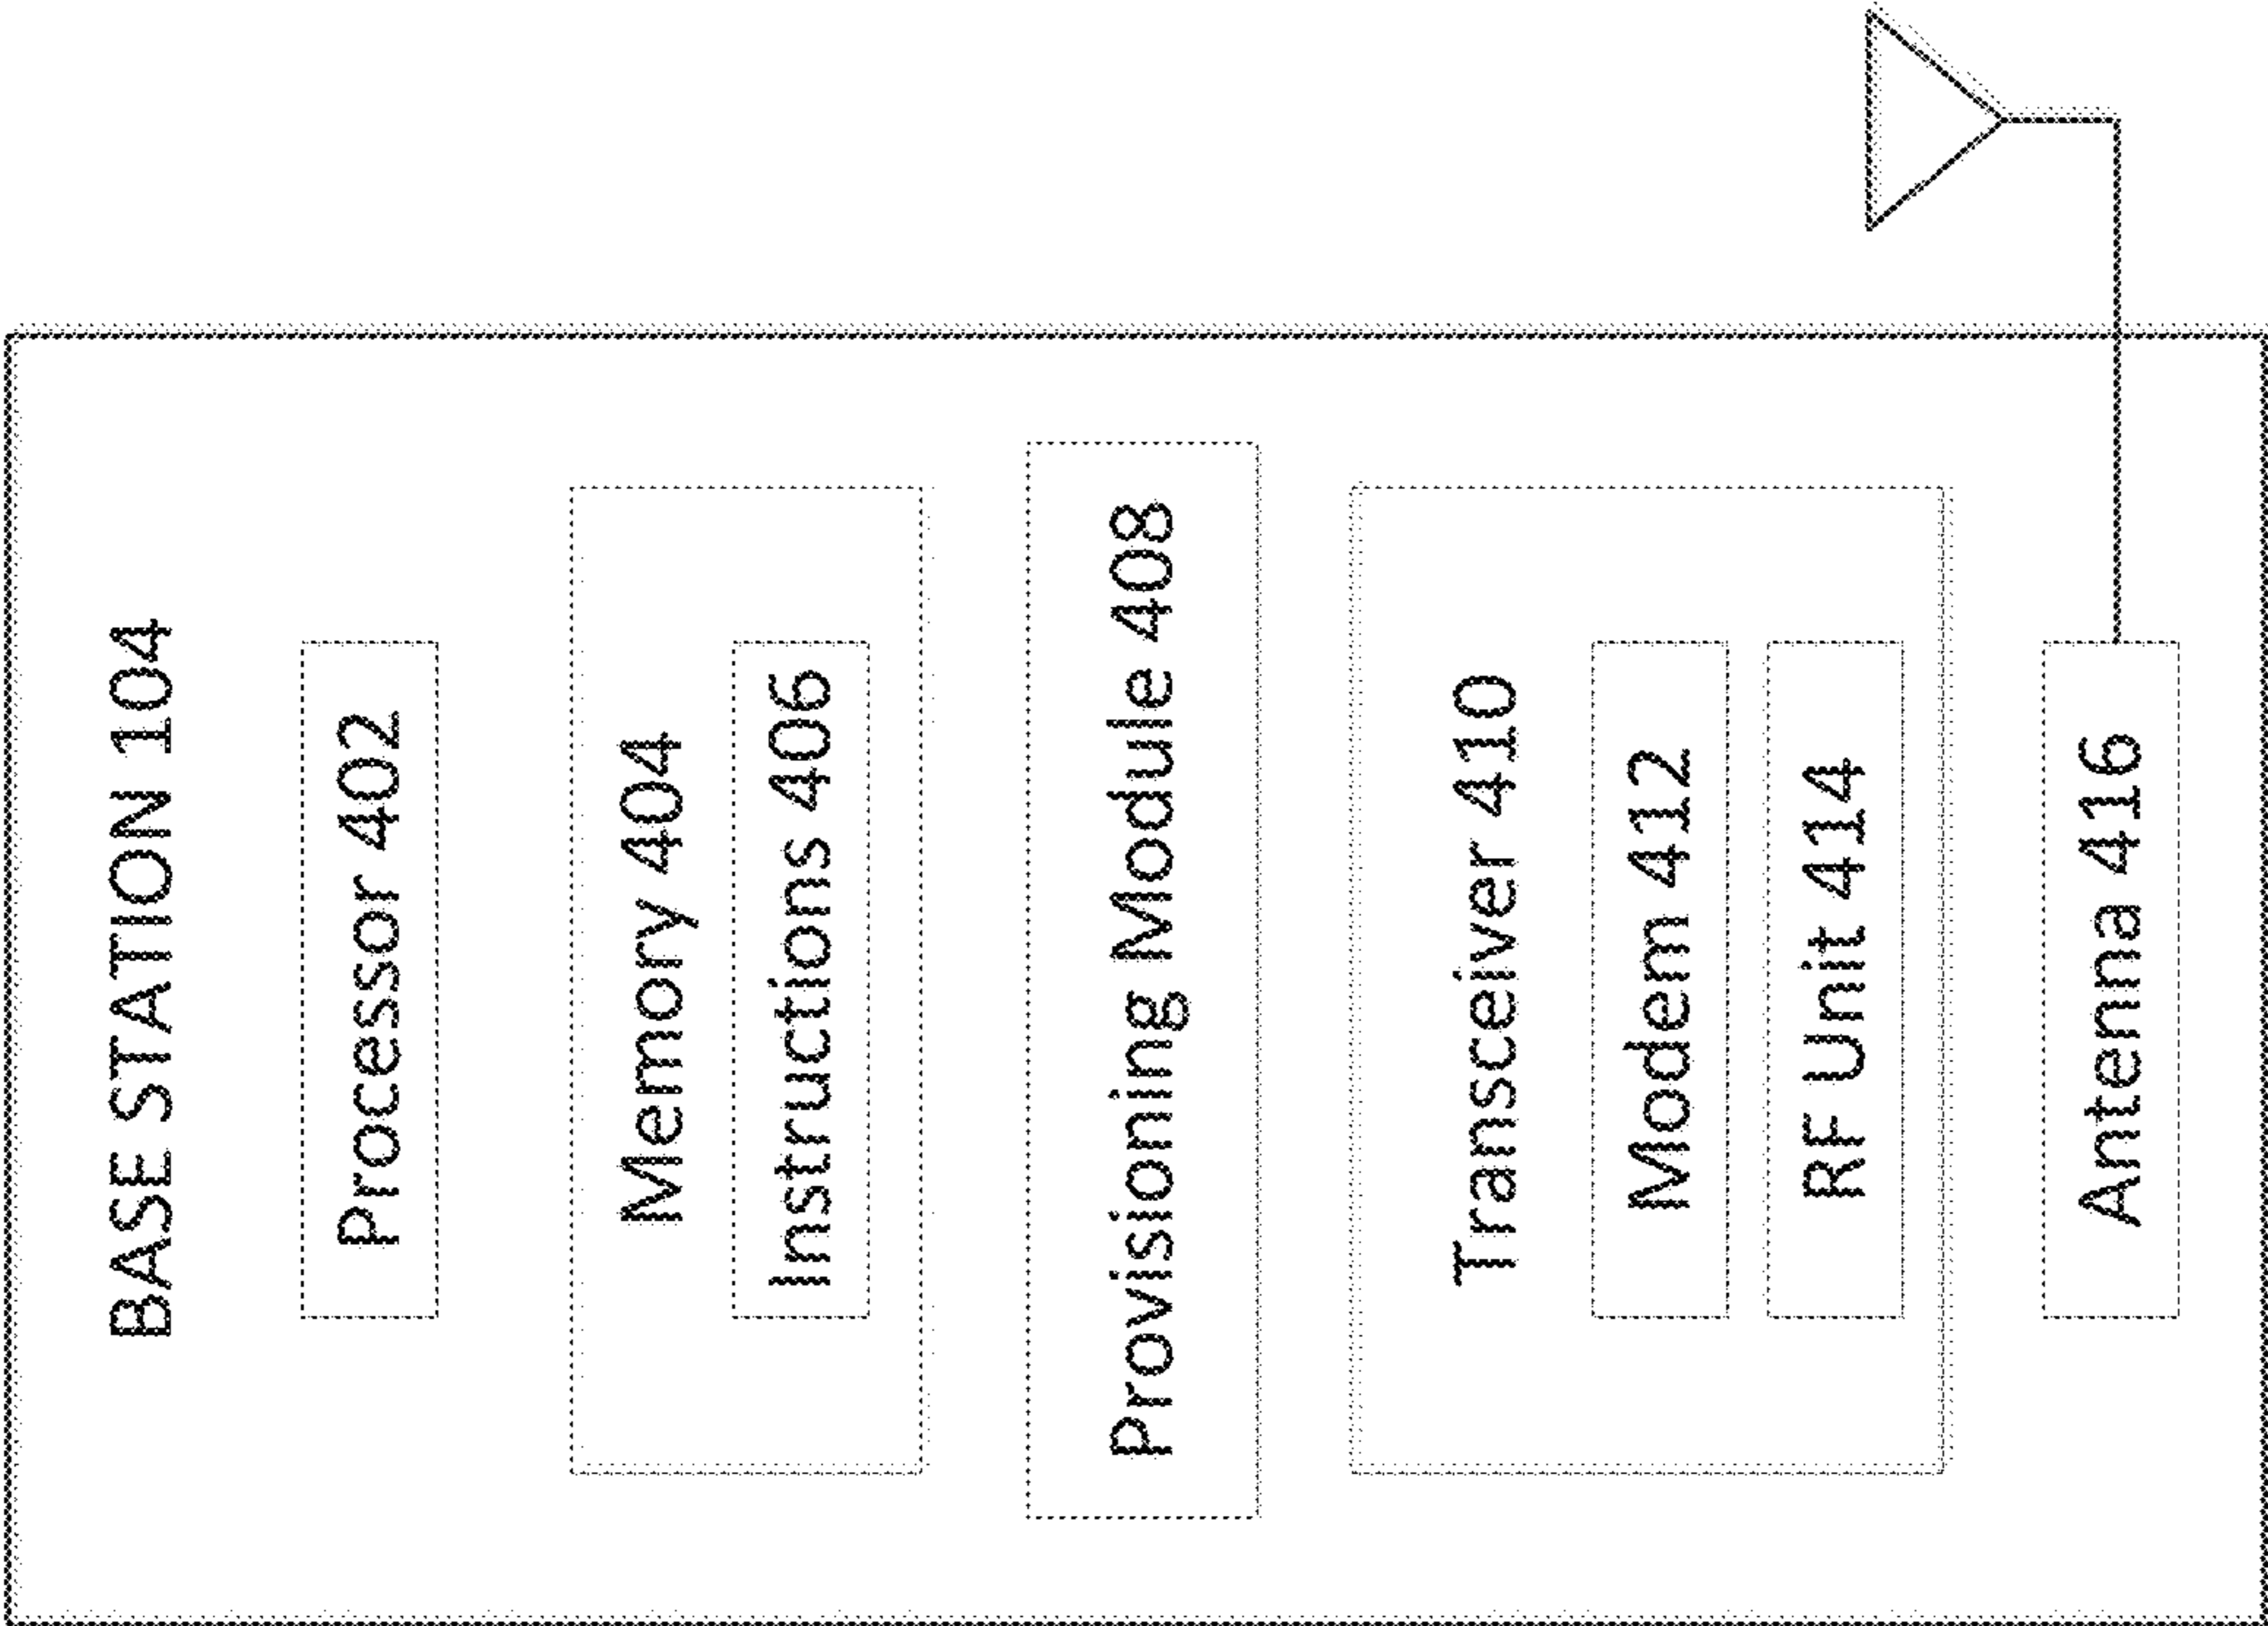 BASE STATION 104
Processor 402
Memory 404
Instructions 406
Provisioning Module 408
Transceiver 410
Modem 412
RF Unit 414
Antenna 416